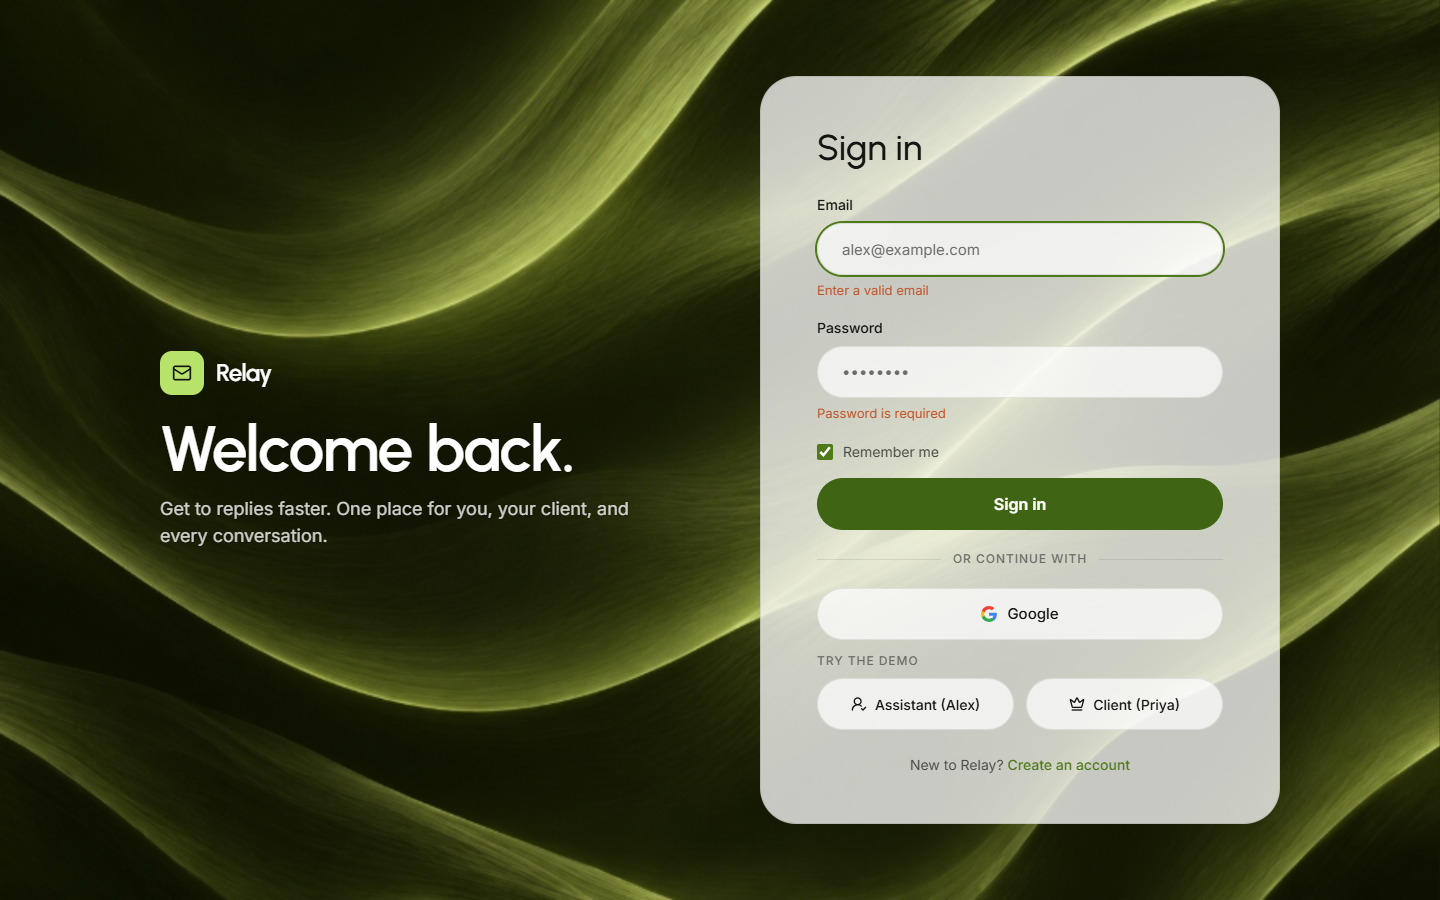 Relay
Welcome back.
Get to replies faster. One place for you, your client, and
every conversation.
Sign in
Email
alex@example.com
Enter a valid email
Password
••••••••
Password is required
Remember me
Sign in
OR CONTINUE WITH
Google
TRY THE DEMO
Assistant (Alex)
Client (Priya)
New to Relay? Create an account